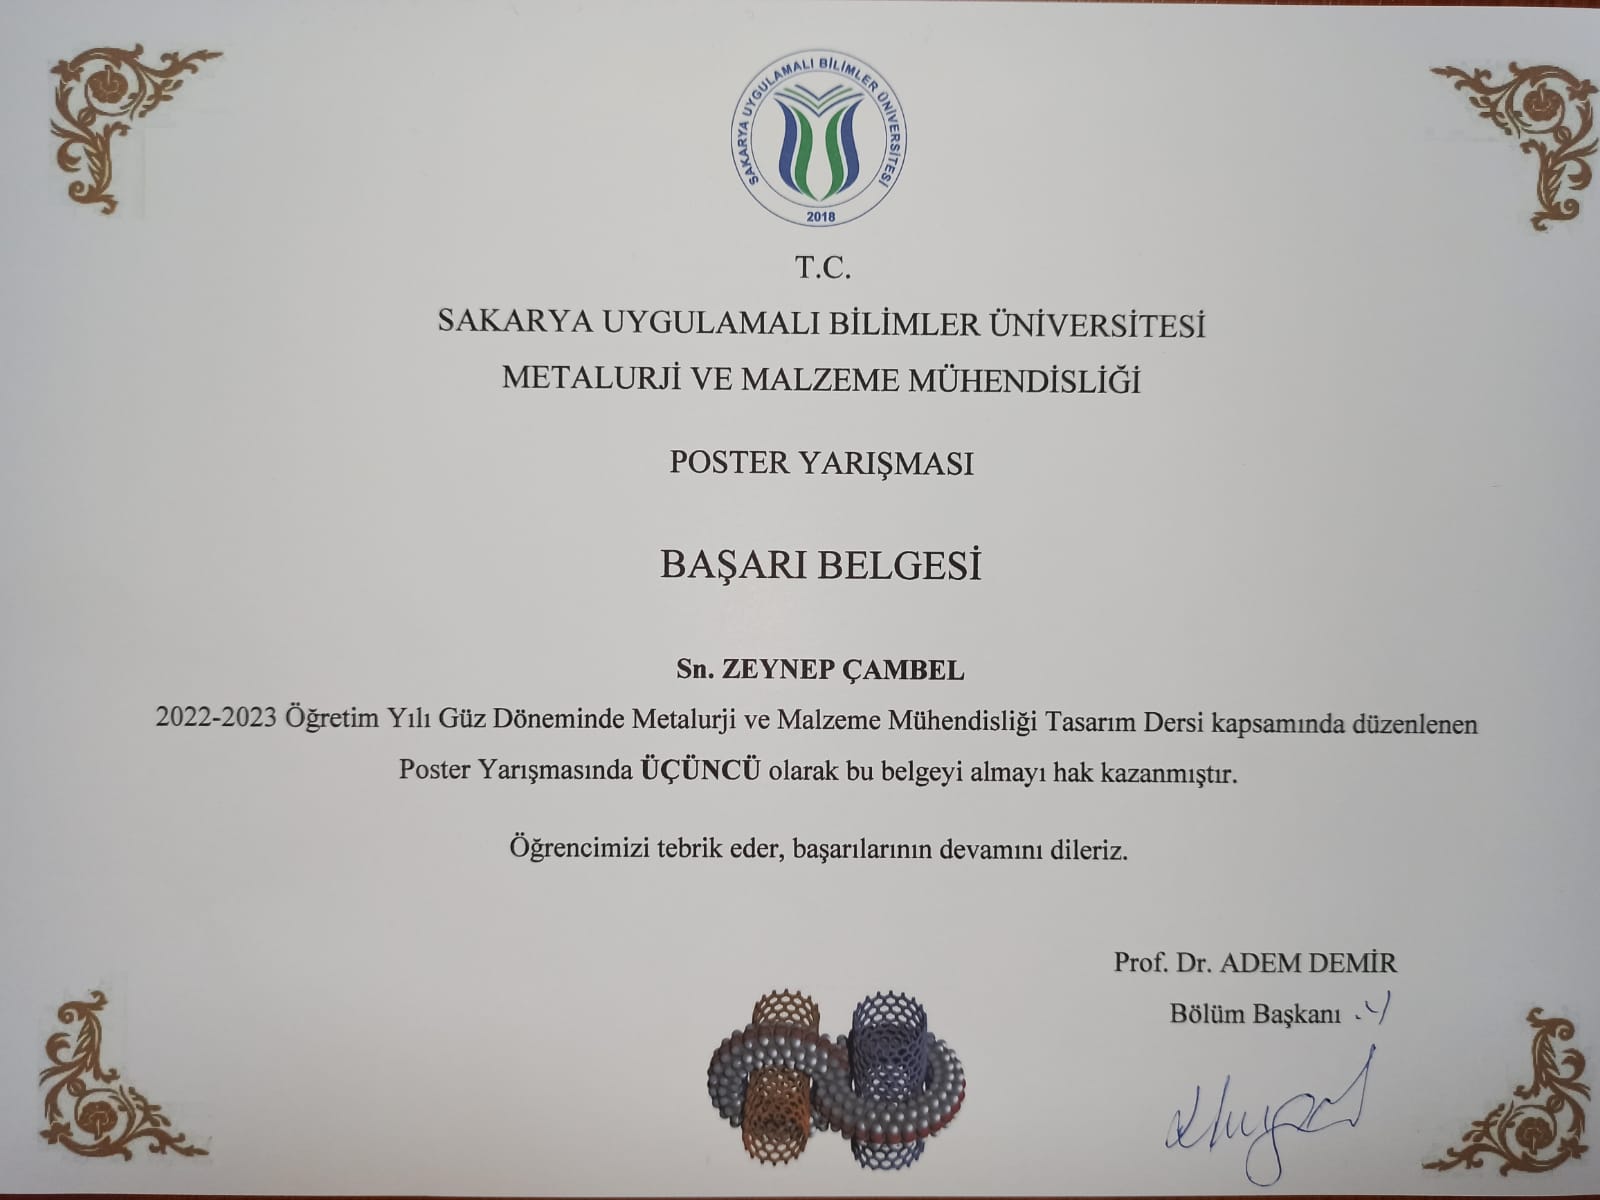 SAKARYA UYGULAMALI BİLİMLER ÜNİVERSİTESİ
2018
T.C.
SAKARYA UYGULAMALI BİLİMLER ÜNİVERSİTESİ
METALURJİ VE MALZEME MÜHENDİSLİĞİ
POSTER YARIŞMASI
BAŞARI BELGESİ
Sn. ZEYNEP ÇAMBEL
2022-2023 Öğretim Yılı Güz Döneminde Metalurji ve Malzeme Mühendisliği Tasarım Dersi kapsamında düzenlenen
Poster Yarışmasında ÜÇÜNCÜ olarak bu belgeyi almayı hak kazanmıştır.
Öğrencimizi tebrik eder, başarılarının devamını dileriz.
Prof. Dr. ADEM DEMİR
Bölüm Başkanı